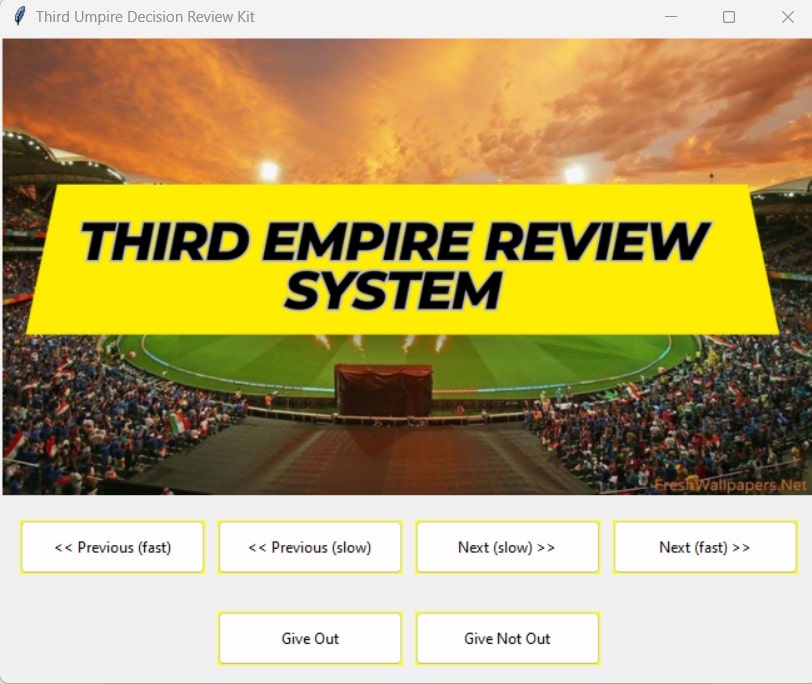 Third Umpire Decision Review Kit
THIRD EMPIRE REVIEW
SYSTEM
FreshWallpapers.Net
<< Previous (fast)
<< Previous (slow)
Next (slow) >>
Next (fast) >>
Give Out
Give Not Out